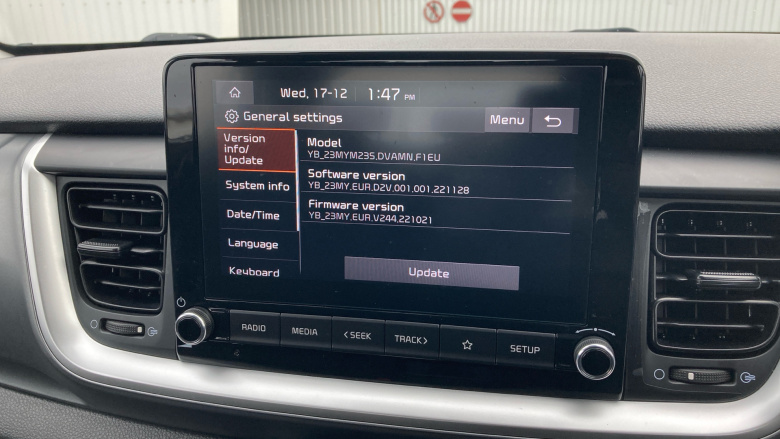 Wed, 17-12 1:47 PM
General settings
Menu
Version
info/
Update
System info
Date/Time
Language
Keyboard
Model
YB_23MYM23S.DVAMN.F1EU
Software version
YB_23MY.EUR.D2V.001.001.221128
Firmware version
YB_23MY.EUR.V244.221021
Update
RADIO
MEDIA
<SEEK
TRACK>
SETUP